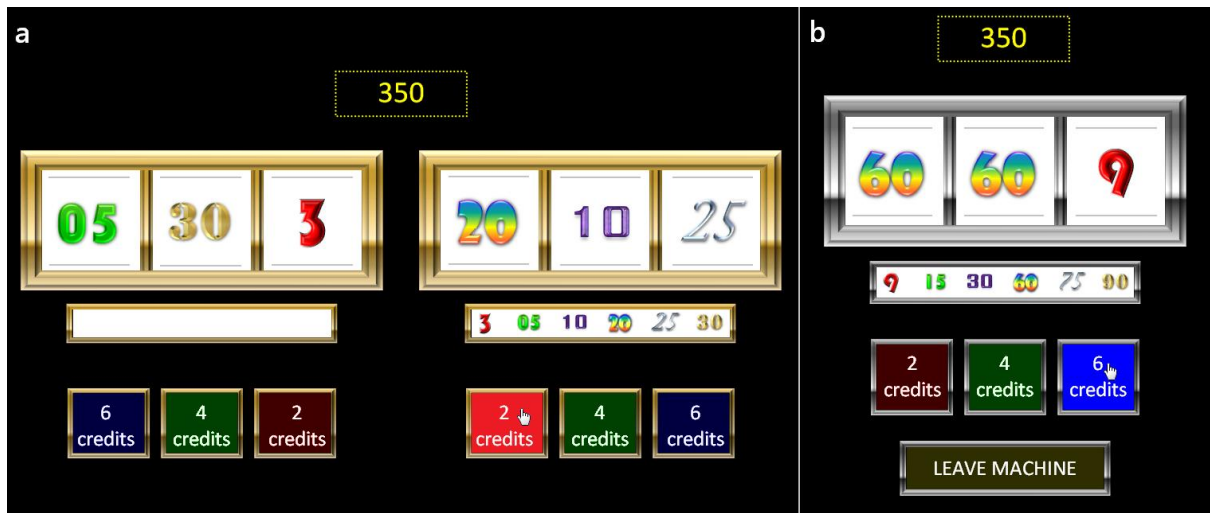 a
350
05 30 3
20 10 25
3 05 10 20 25 30
6 credits
4 credits
2 credits
2 credits
4 credits
6 credits
b
350
60 60 9
9 15 30 60 75 90
2 credits
4 credits
6 credits
LEAVE MACHINE